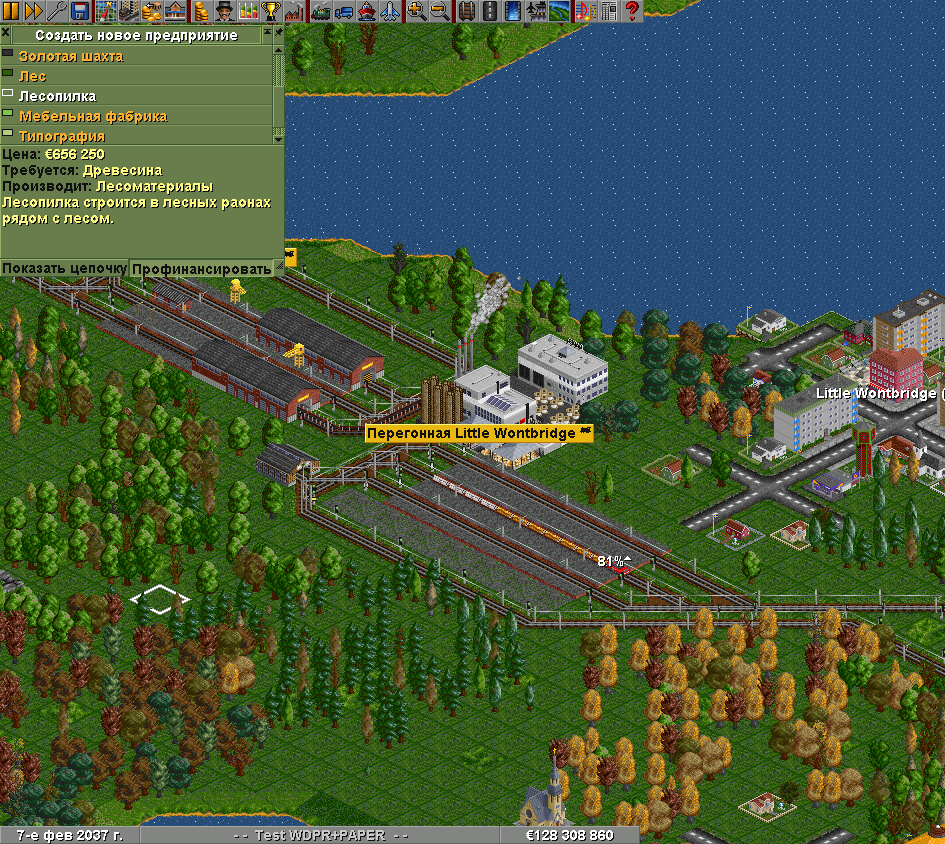 Создать новое предприятие
Золотая шахта
Лес
Лесопилка
Мебельная фабрика
Типография
Цена: €656 250
Требуется: Древесина
Производит: Лесоматериалы
Лесопилка строится в лесных раонах
рядом с лесом.
Показать цепочку Профинансировать
Little Wontbridge (
Перегонная Little Wontbridge
81%
7-е фев 2037 г. - - Test WDPR+PAPER - - €128 308 860